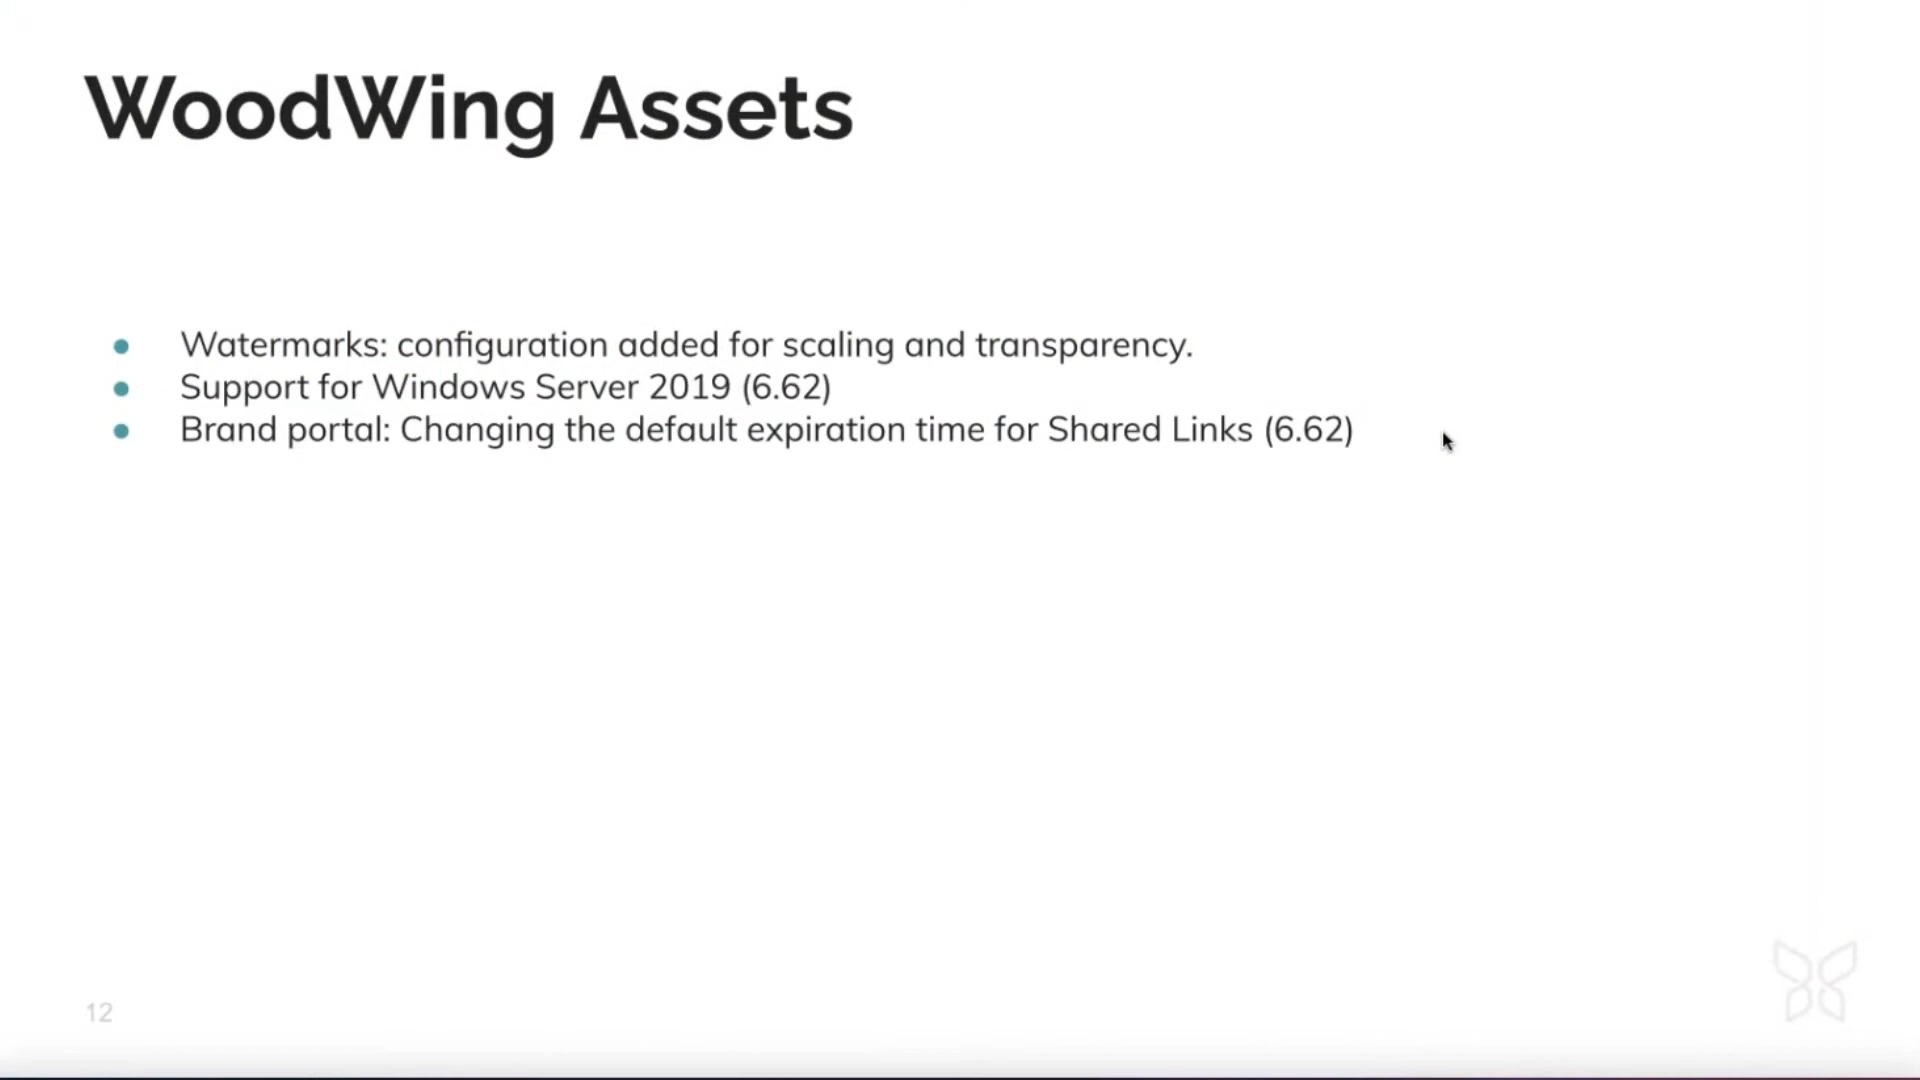 WoodWing Assets
● Watermarks: configuration added for scaling and transparency.
● Support for Windows Server 2019 (6.62)
● Brand portal: Changing the default expiration time for Shared Links (6.62)
12